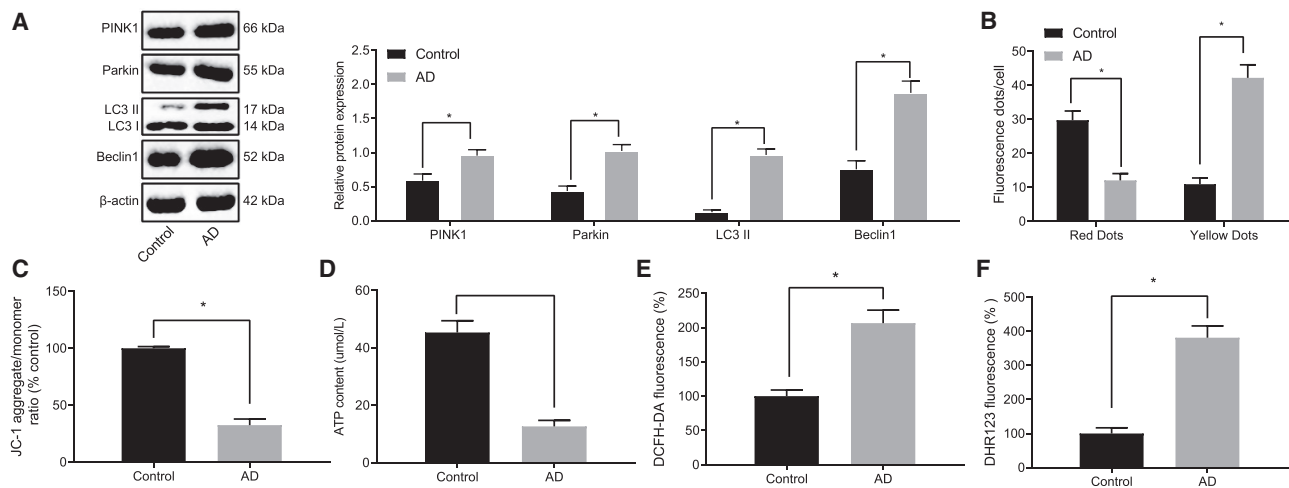 A
PINK1 66 kDa
Parkin 55 kDa
LC3 II 17 kDa
LC3 I 14 kDa
Beclin1 52 kDa
β-actin 42 kDa
Control AD
Relative protein expression
2.5
2.0
1.5
1.0
0.5
0.0
Control
AD
* * * *
PINK1 Parkin LC3 II Beclin1
B
Fluorescence dots/cell
50
40
30
20
10
0
Control
AD
* *
Red Dots Yellow Dots
C
JC-1 aggregate/monomer
ratio (% control)
150
100
50
0
*
Control AD
D
ATP content (umol/L)
60
40
20
0
Control AD
E
DCFH-DA fluorescence (%)
250
200
150
100
50
0
*
Control AD
F
DHR123 fluorescence (% )
500
400
300
200
100
0
*
Control AD